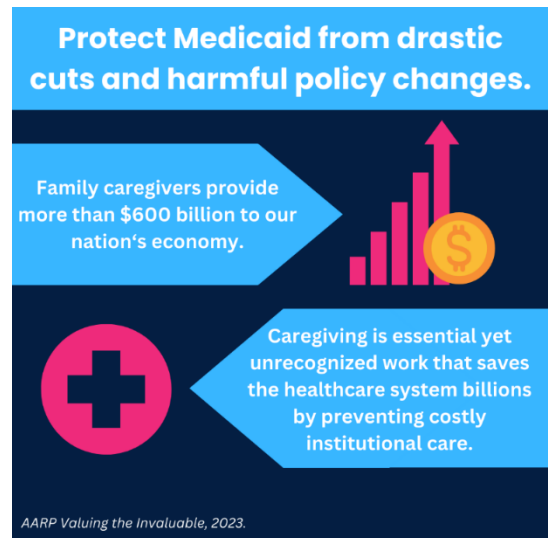 Protect Medicaid from drastic
cuts and harmful policy changes.
Family caregivers provide
more than $600 billion to our
nation‘s economy.
$
Caregiving is essential yet
unrecognized work that saves
the healthcare system billions
by preventing costly
institutional care.
AARP Valuing the Invaluable, 2023.